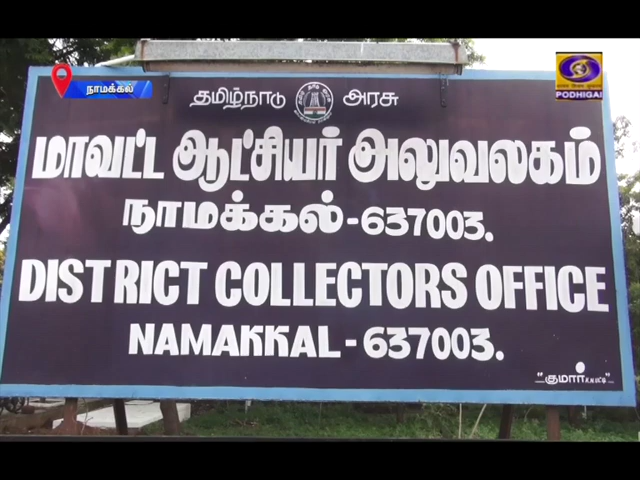 நாமக்கல்
PODHIGAI
தமிழ்நாடு அரசு
மாவட்ட ஆட்சியர் அலுவலகம்
நாமக்கல்-637003.
DISTRICT COLLECTORS OFFICE
NAMAKKAL-637003.
"குமார்